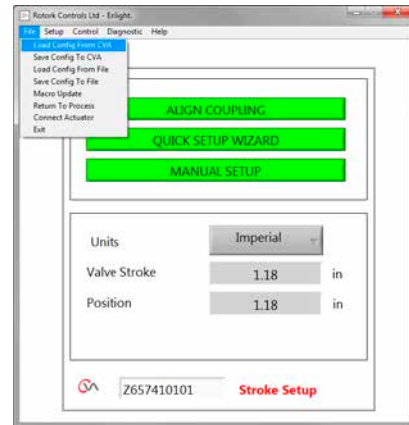 Rotork Controls Ltd - Enlight.
File Setup Control Diagnostic Help
Load Config From CVA
Save Config To CVA
Load Config From File
Save Config To File
Macro Update
Return To Process
Connect Actuator
Exit
ALIGN COUPLING
QUICK SETUP WIZARD
MANUAL SETUP
Units Imperial
Valve Stroke 1.18 in
Position 1.18 in
Z657410101 Stroke Setup